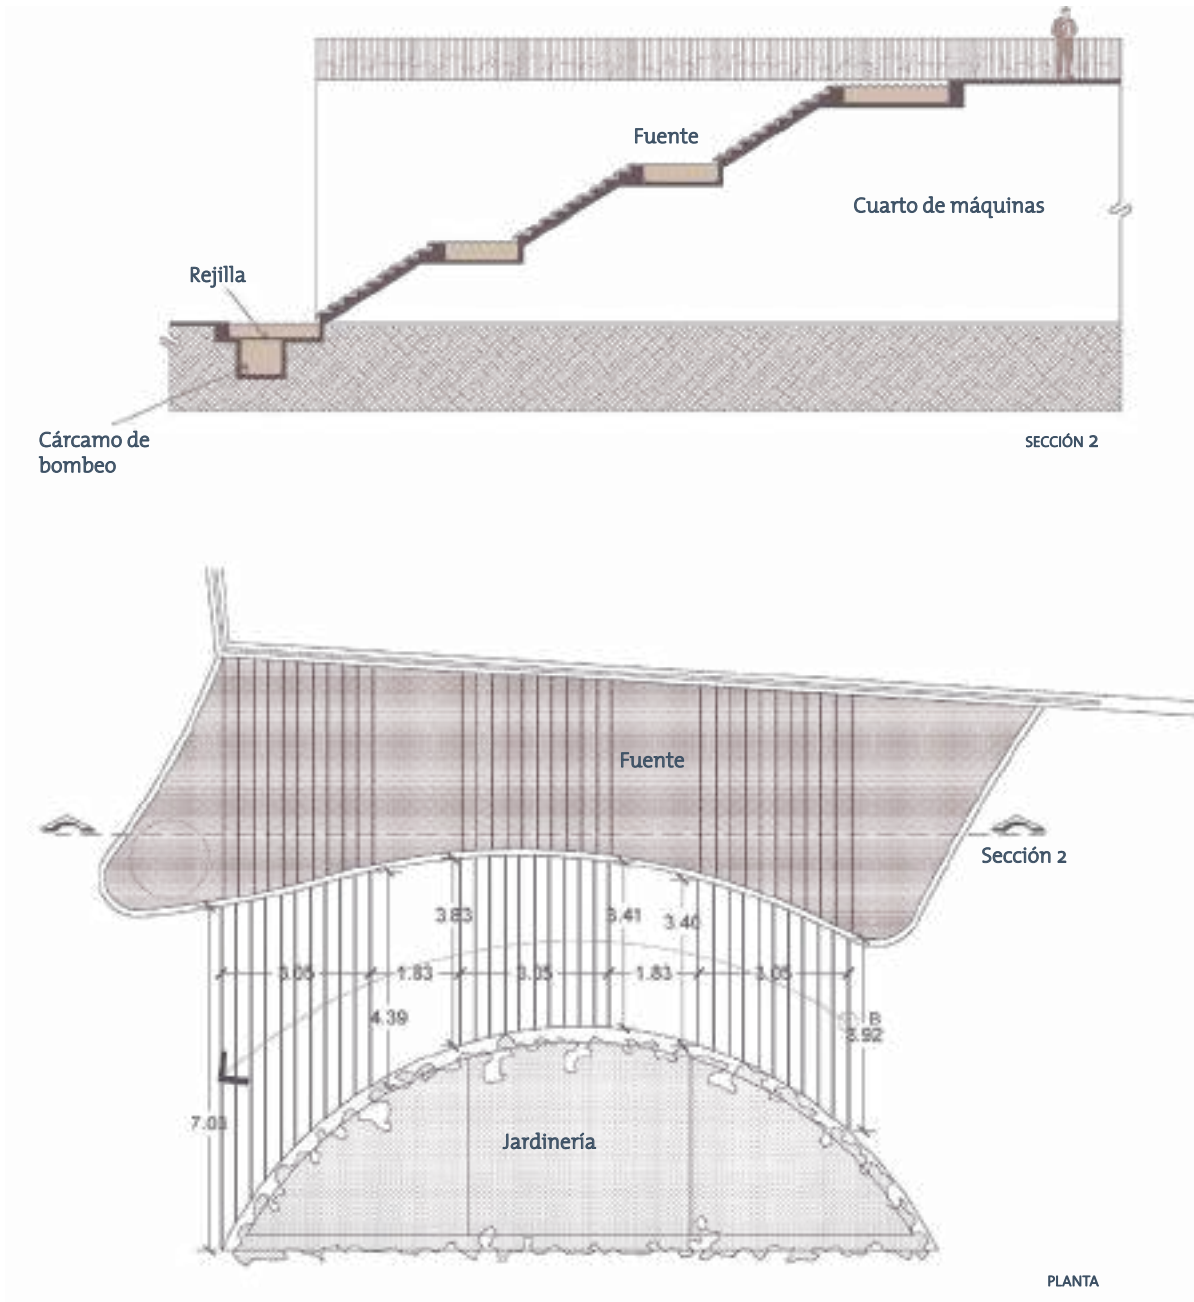 Fuente
Cuarto de máquinas
Rejilla
Cárcamo de
bombeo
SECCIÓN 2
Fuente
Sección 2
3.83
3.41
3.40
3.05
1.83
3.05
1.83
3.05
4.39
B
3.92
7.03
Jardinería
PLANTA